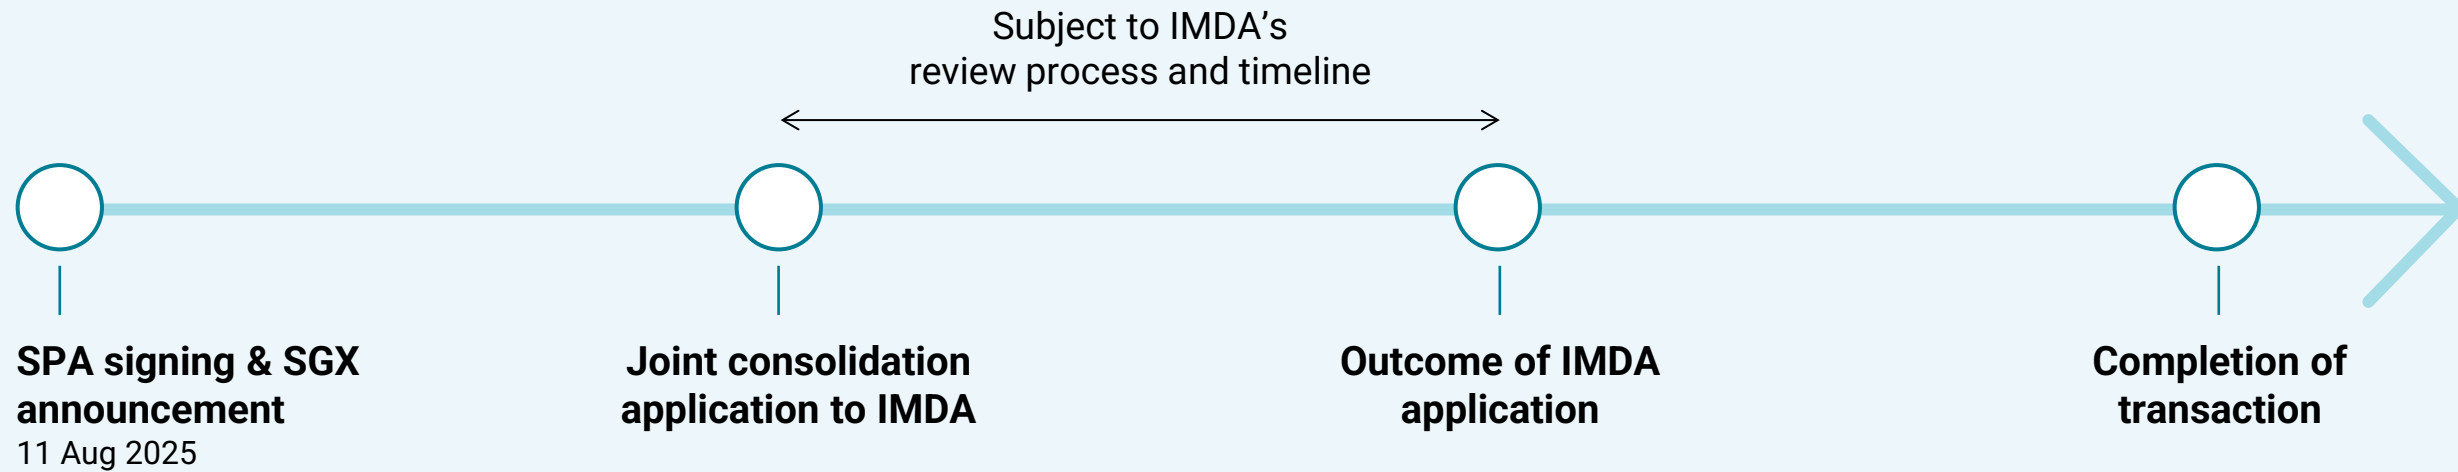 Subject to IMDA’s
review process and timeline
SPA signing & SGX
announcement
11 Aug 2025
Joint consolidation
application to IMDA
Outcome of IMDA
application
Completion of
transaction